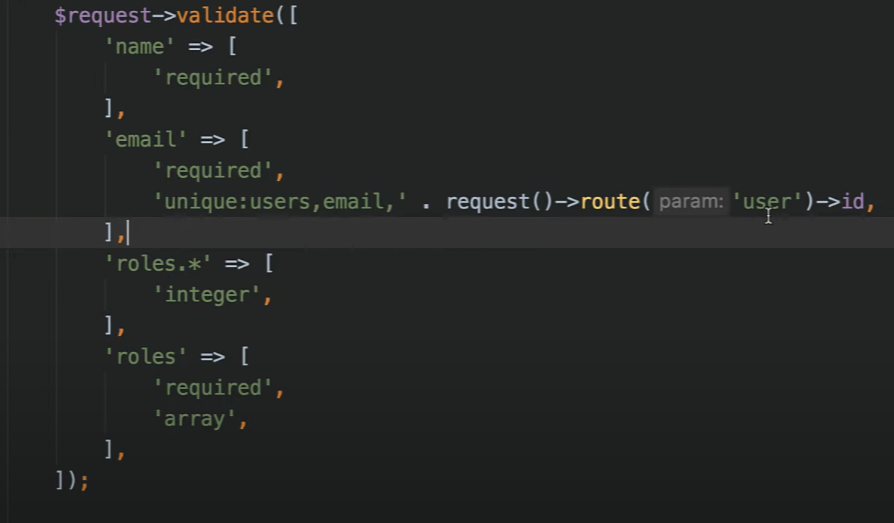 $request->validate([
'name' => [
'required',
],
'email' => [
'required',
'unique:users,email,' . request()->route( param: 'user')->id,
],
'roles.*' => [
'integer',
],
'roles' => [
'required',
'array',
],
]);